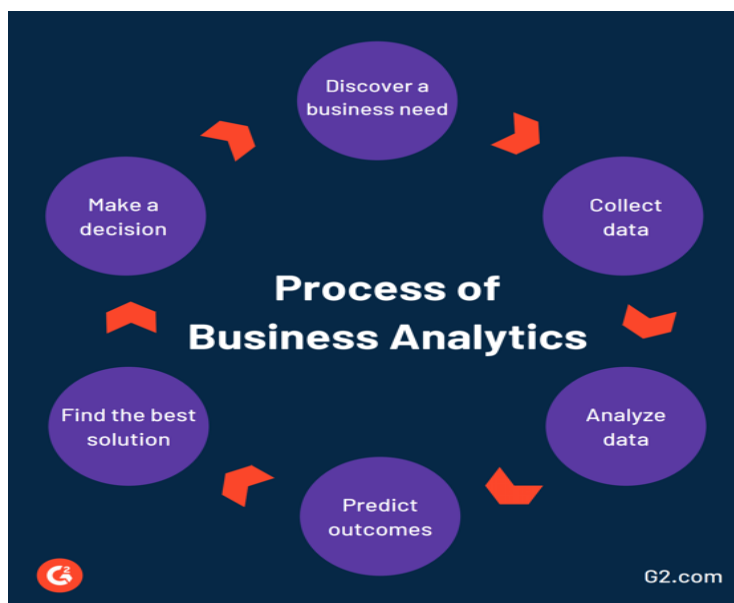 Discover a
business need
Collect
data
Analyze
data
Predict
outcomes
Find the best
solution
Make a
decision
Process of
Business Analytics
G2
G2.com